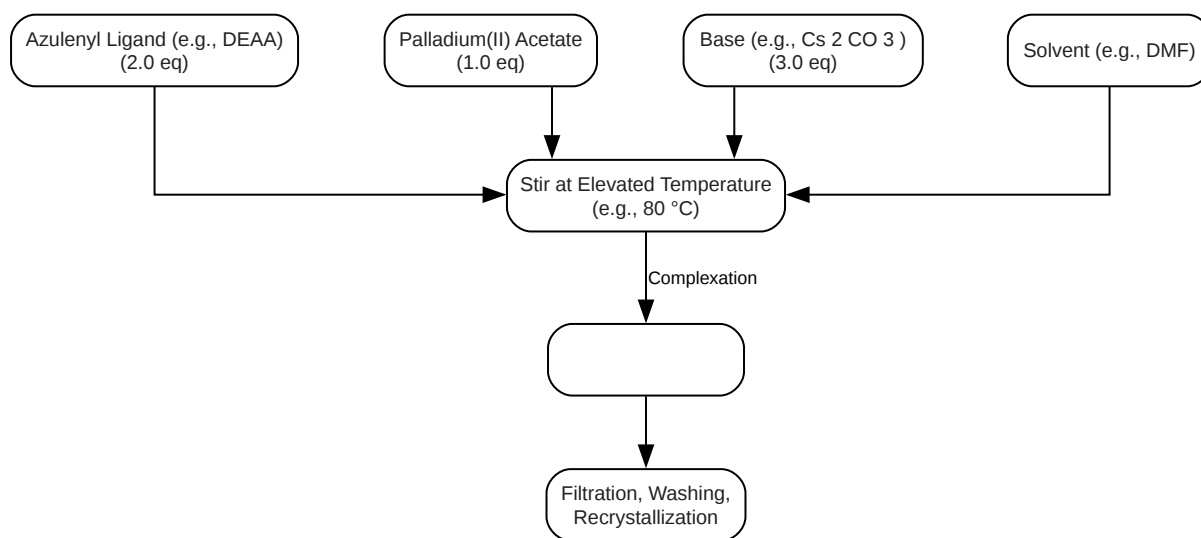 Azulenyl Ligand (e.g., DEAA)
(2.0 eq)
Palladium(II) Acetate
(1.0 eq)
Base (e.g., Cs 2 CO 3 )
(3.0 eq)
Solvent (e.g., DMF)
Stir at Elevated Temperature
(e.g., 80 °C)
Complexation
Filtration, Washing,
Recrystallization